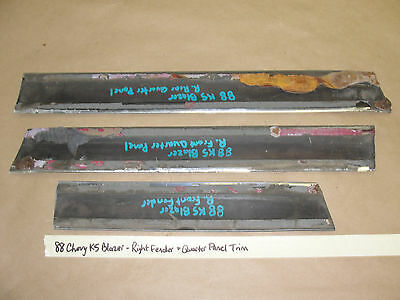 88 K5 Blazer
R. Rear Quarter Panel
88 K5 Blazer
R. Front Quarter Panel
88 K5 Blazer
R. Front Fender
88 Chevy K5 Blazer - Right Fender + Quarter Panel Trim